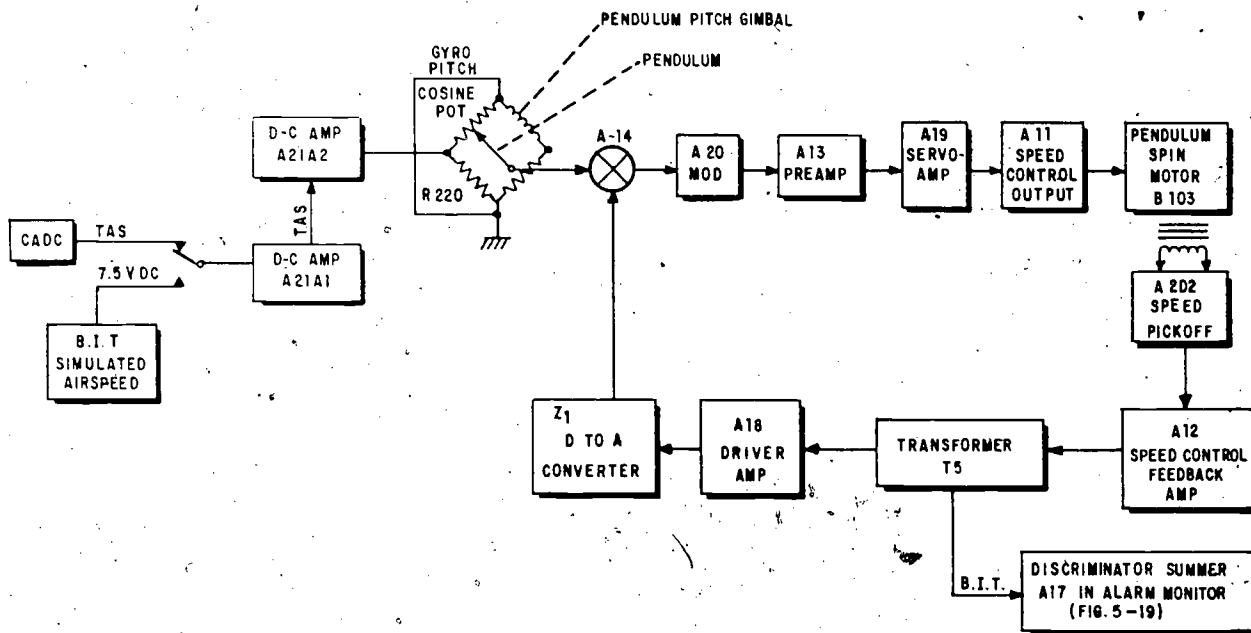 PENDULUM PITCH GIMBAL
PENDULUM
GYRO
PITCH
COSINE
POT
R 220
D-C AMP
A21A2
TAS
CADC
TAS
7.5 V DC
D-C AMP
A21A1
B.I.T
SIMULATED
AIRSPEED
A-14
A 20
MOD
A13
PREAMP
A19
SERVO-
AMP
A 11
SPEED
CONTROL
OUTPUT
PENDULUM
SPIN
MOTOR
B 103
A 2D2
SPEED
PICKOFF
A12
SPEED CONTROL
FEEDBACK
AMP
TRANSFORMER
T5
A18
DRIVER
AMP
Z1
D TO A
CONVERTER
B.I.T.
DISCRIMINATOR SUMMER
A17 IN ALARM MONITOR
(FIG. 5-19)